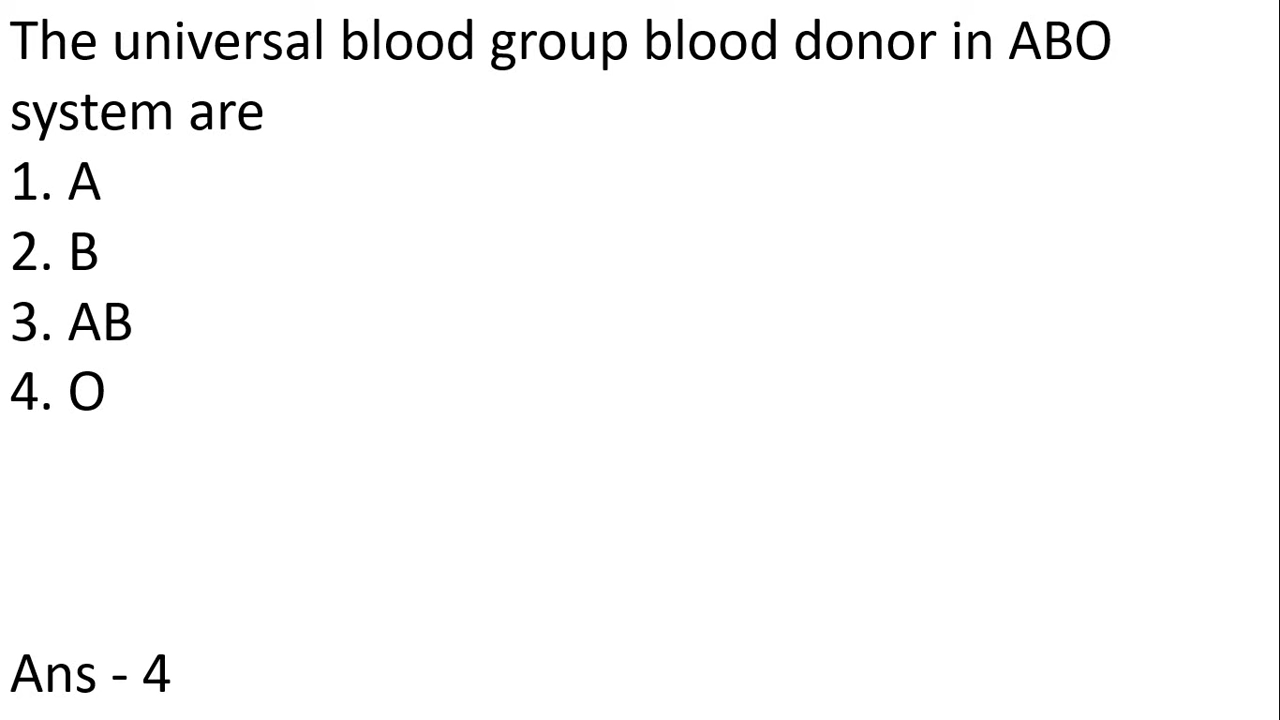 The universal blood group blood donor in ABO
system are
1. A
2. B
3. AB
4. O
Ans - 4